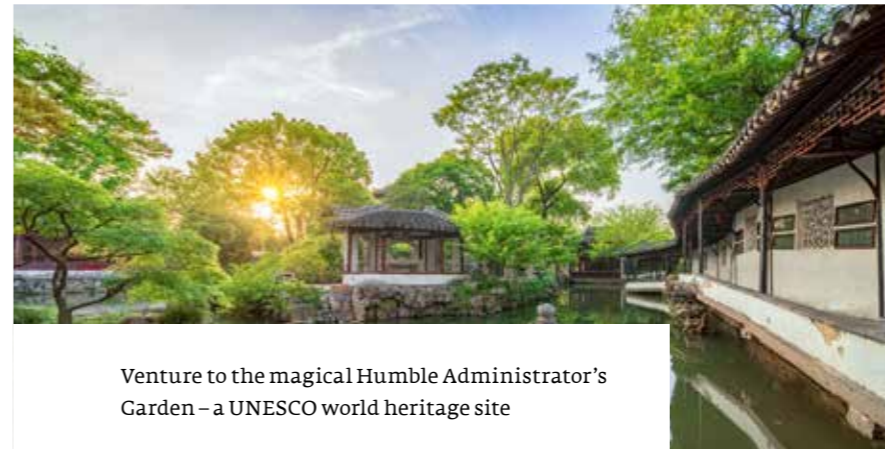 Venture to the magical Humble Administrator’s
Garden – a UNESCO world heritage site